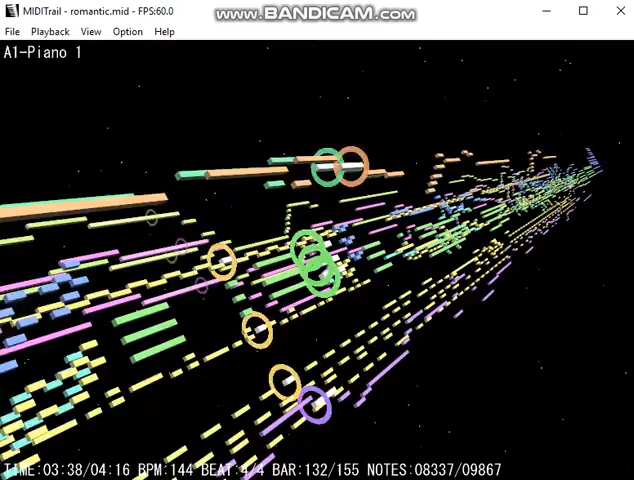 MIDITrail - romantic.mid - FPS:60.0
www.BANDICAM.com
File Playback View Option Help
A1-Piano 1
TIME:03:38/04:16 BPM:144 BEAT:4/4 BAR:132/155 NOTES:08337/09867